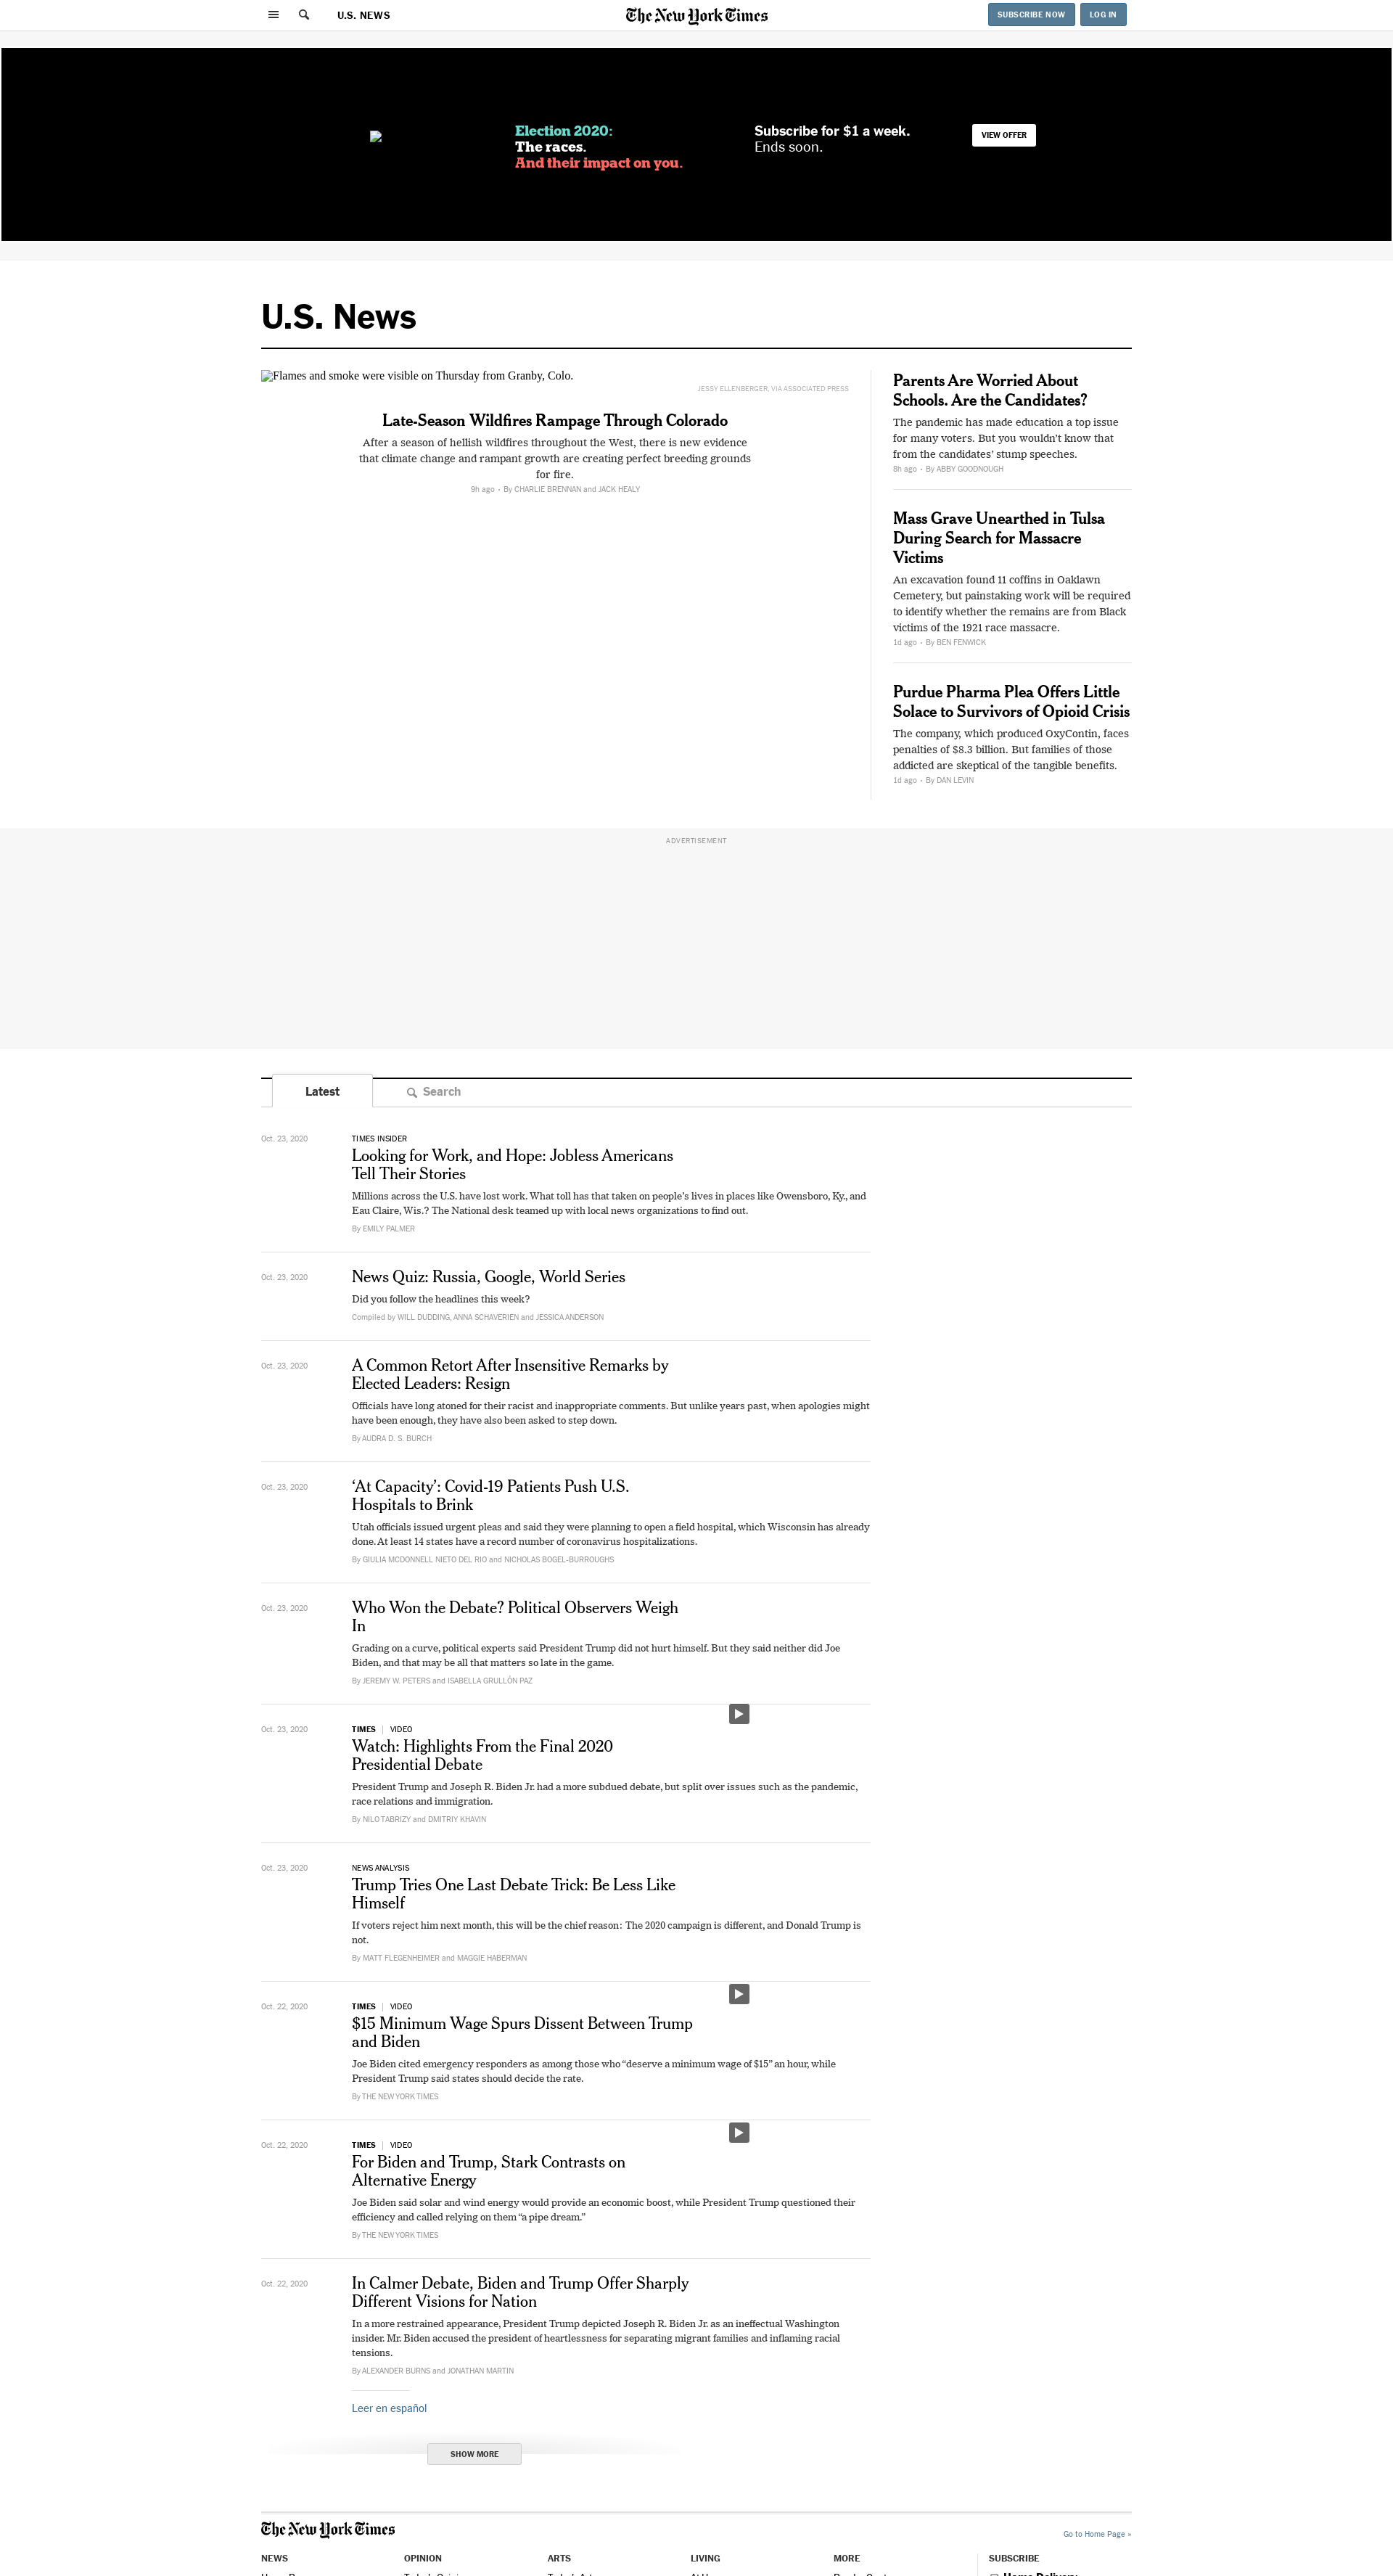 U.S. NEWS
The New York Times
SUBSCRIBE NOW
LOG IN
Election 2020:
The races.
And their impact on you.
Subscribe for $1 a week.
Ends soon.
VIEW OFFER
U.S. News
Flames and smoke were visible on Thursday from Granby, Colo.
JESSY ELLENBERGER, VIA ASSOCIATED PRESS
Late-Season Wildfires Rampage Through Colorado
After a season of hellish wildfires throughout the West, there is new evidence
that climate change and rampant growth are creating perfect breeding grounds
for fire.
9h ago • By CHARLIE BRENNAN and JACK HEALY
Parents Are Worried About
Schools. Are the Candidates?
The pandemic has made education a top issue
for many voters. But you wouldn't know that
from the candidates' stump speeches.
8h ago • By ABBY GOODNOUGH
Mass Grave Unearthed in Tulsa
During Search for Massacre
Victims
An excavation found 11 coffins in Oaklawn
Cemetery, but painstaking work will be required
to identify whether the remains are from Black
victims of the 1921 race massacre.
1d ago • By BEN FENWICK
Purdue Pharma Plea Offers Little
Solace to Survivors of Opioid Crisis
The company, which produced OxyContin, faces
penalties of $8.3 billion. But families of those
addicted are skeptical of the tangible benefits.
1d ago • By DAN LEVIN
ADVERTISEMENT
Latest
Search
Oct. 23, 2020
TIMES INSIDER
Looking for Work, and Hope: Jobless Americans
Tell Their Stories
Millions across the U.S. have lost work. What toll has that taken on people's lives in places like Owensboro, Ky., and
Eau Claire, Wis.? The National desk teamed up with local news organizations to find out.
By EMILY PALMER
Oct. 23, 2020
News Quiz: Russia, Google, World Series
Did you follow the headlines this week?
Compiled by WILL DUDDING, ANNA SCHAVERIEN and JESSICA ANDERSON
Oct. 23, 2020
A Common Retort After Insensitive Remarks by
Elected Leaders: Resign
Officials have long atoned for their racist and inappropriate comments. But unlike years past, when apologies might
have been enough, they have also been asked to step down.
By AUDRA D. S. BURCH
Oct. 23, 2020
'At Capacity': Covid-19 Patients Push U.S.
Hospitals to Brink
Utah officials issued urgent pleas and said they were planning to open a field hospital, which Wisconsin has already
done. At least 14 states have a record number of coronavirus hospitalizations.
By GIULIA MCDONNELL NIETO DEL RIO and NICHOLAS BOGEL-BURROUGHS
Oct. 23, 2020
Who Won the Debate? Political Observers Weigh
In
Grading on a curve, political experts said President Trump did not hurt himself. But they said neither did Joe
Biden, and that may be all that matters so late in the game.
By JEREMY W. PETERS and ISABELLA GRULLÓN PAZ
Oct. 23, 2020
TIMES | VIDEO
Watch: Highlights From the Final 2020
Presidential Debate
President Trump and Joseph R. Biden Jr. had a more subdued debate, but split over issues such as the pandemic,
race relations and immigration.
By NILO TABRIZY and DMITRIY KHAVIN
Oct. 23, 2020
NEWS ANALYSIS
Trump Tries One Last Debate Trick: Be Less Like
Himself
If voters reject him next month, this will be the chief reason: The 2020 campaign is different, and Donald Trump is
not.
By MATT FLEGENHEIMER and MAGGIE HABERMAN
Oct. 22, 2020
TIMES | VIDEO
$15 Minimum Wage Spurs Dissent Between Trump
and Biden
Joe Biden cited emergency responders as among those who “deserve a minimum wage of $15” an hour, while
President Trump said states should decide the rate.
By THE NEW YORK TIMES
Oct. 22, 2020
TIMES | VIDEO
For Biden and Trump, Stark Contrasts on
Alternative Energy
Joe Biden said solar and wind energy would provide an economic boost, while President Trump questioned their
efficiency and called relying on them “a pipe dream.”
By THE NEW YORK TIMES
Oct. 22, 2020
In Calmer Debate, Biden and Trump Offer Sharply
Different Visions for Nation
In a more restrained appearance, President Trump depicted Joseph R. Biden Jr. as an ineffectual Washington
insider. Mr. Biden accused the president of heartlessness for separating migrant families and inflaming racial
tensions.
By ALEXANDER BURNS and JONATHAN MARTIN
Leer en español
SHOW MORE
The New York Times
Go to Home Page »
NEWS
OPINION
ARTS
LIVING
MORE
SUBSCRIBE